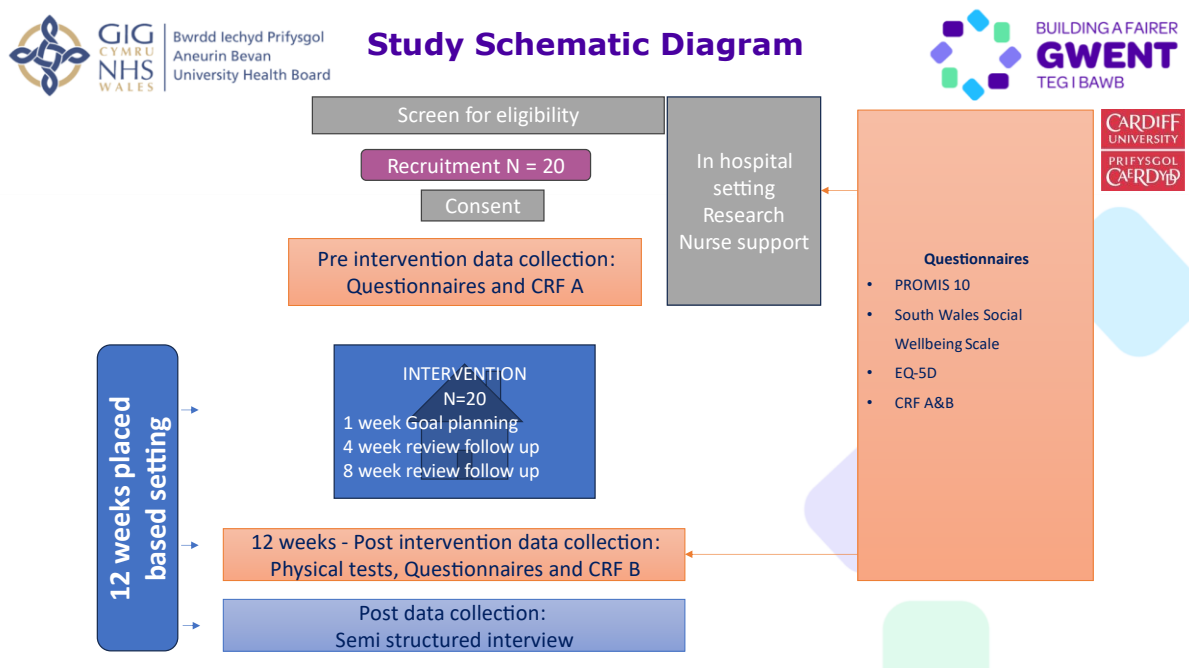 GIG
CYMRU
NHS
WALES
Bwrdd Iechyd Prifysgol
Aneurin Bevan
University Health Board
Study Schematic Diagram
BUILDING A FAIRER
GWENT
TEG I BAWB
CARDIFF
UNIVERSITY
PRIFYSGOL
CAERDYDD
Screen for eligibility
Recruitment N = 20
Consent
Pre intervention data collection:
Questionnaires and CRF A
In hospital
setting
Research
Nurse support
Questionnaires
• PROMIS 10
• South Wales Social
Wellbeing Scale
• EQ-5D
• CRF A&B
12 weeks placed
based setting
INTERVENTION
N=20
1 week Goal planning
4 week review follow up
8 week review follow up
12 weeks - Post intervention data collection:
Physical tests, Questionnaires and CRF B
Post data collection:
Semi structured interview